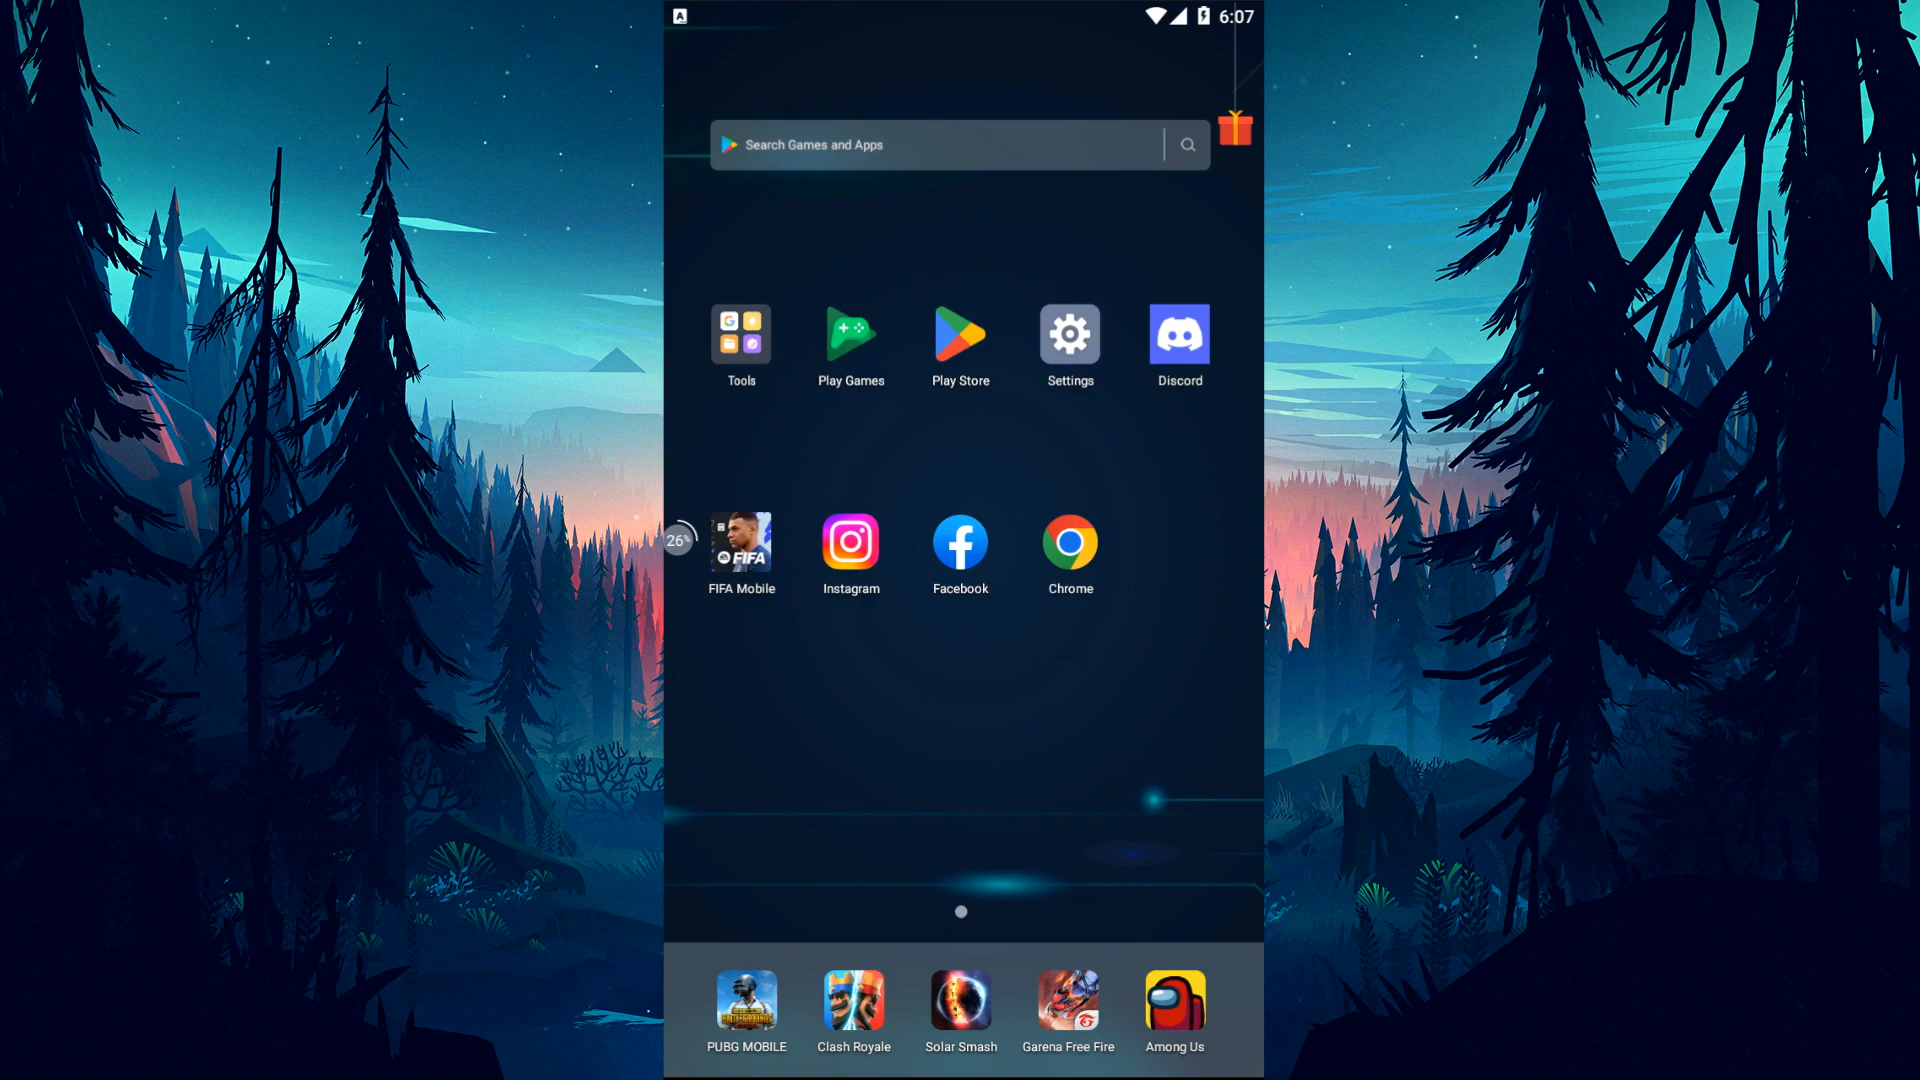 A
6:07
Search Games and Apps
Tools
Play Games
Play Store
Settings
Discord
26%
FIFA
FIFA Mobile
Instagram
Facebook
Chrome
PUBG MOBILE
Clash Royale
Solar Smash
Garena Free Fire
Among Us